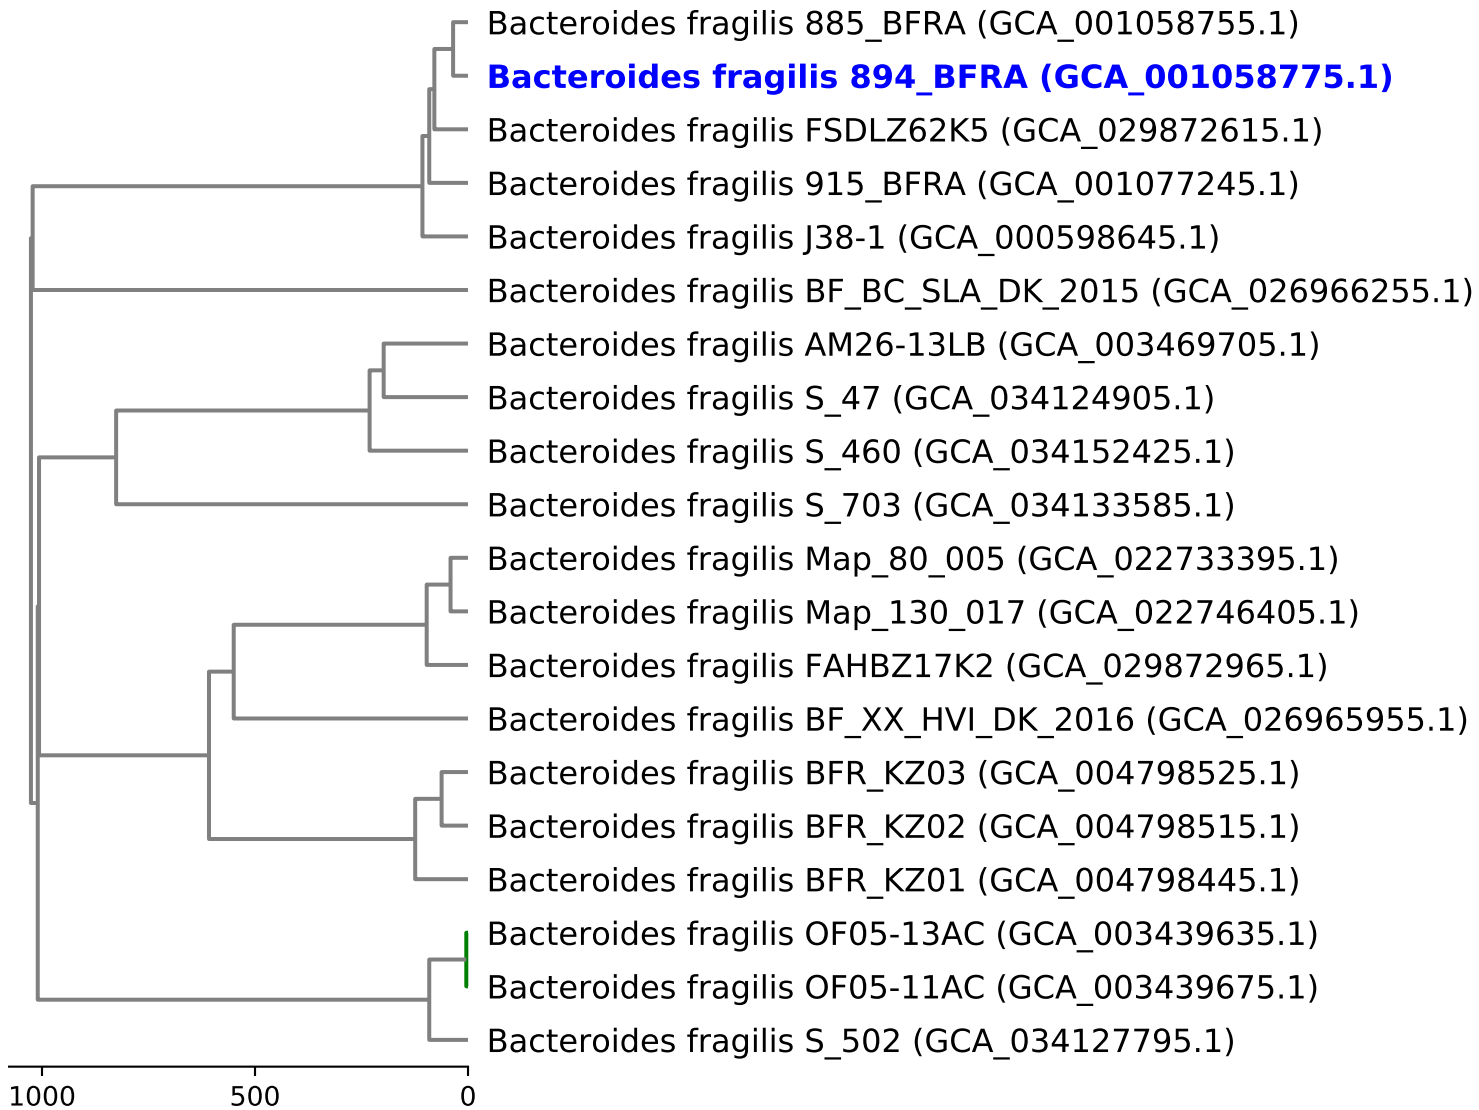 Bacteroides fragilis 885_BFRA (GCA_001058755.1)
Bacteroides fragilis 894_BFRA (GCA_001058775.1)
Bacteroides fragilis FSDLZ62K5 (GCA_029872615.1)
Bacteroides fragilis 915_BFRA (GCA_001077245.1)
Bacteroides fragilis J38-1 (GCA_000598645.1)
Bacteroides fragilis BF_BC_SLA_DK_2015 (GCA_026966255.1)
Bacteroides fragilis AM26-13LB (GCA_003469705.1)
Bacteroides fragilis S_47 (GCA_034124905.1)
Bacteroides fragilis S_460 (GCA_034152425.1)
Bacteroides fragilis S_703 (GCA_034133585.1)
Bacteroides fragilis Map_80_005 (GCA_022733395.1)
Bacteroides fragilis Map_130_017 (GCA_022746405.1)
Bacteroides fragilis FAHBZ17K2 (GCA_029872965.1)
Bacteroides fragilis BF_XX_HVI_DK_2016 (GCA_026965955.1)
Bacteroides fragilis BFR_KZ03 (GCA_004798525.1)
Bacteroides fragilis BFR_KZ02 (GCA_004798515.1)
Bacteroides fragilis BFR_KZ01 (GCA_004798445.1)
Bacteroides fragilis OF05-13AC (GCA_003439635.1)
Bacteroides fragilis OF05-11AC (GCA_003439675.1)
Bacteroides fragilis S_502 (GCA_034127795.1)
1000 500 0